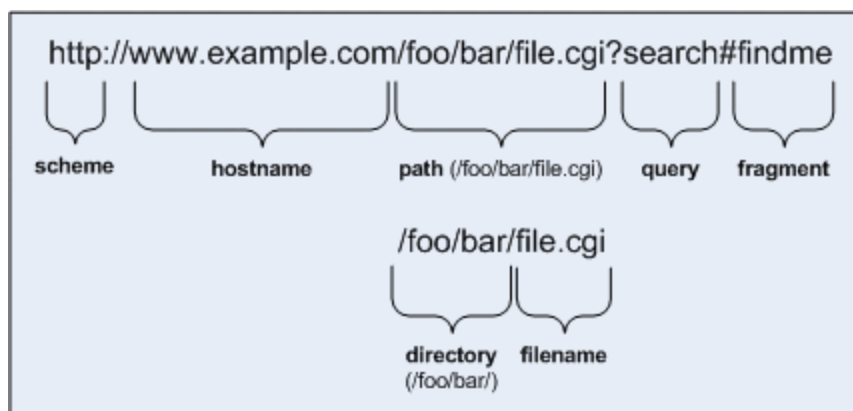 http://www.example.com/foo/bar/file.cgi?search#findme
scheme hostname path (/foo/bar/file.cgi) query fragment
/foo/bar/file.cgi
directory filename
(/foo/bar/)